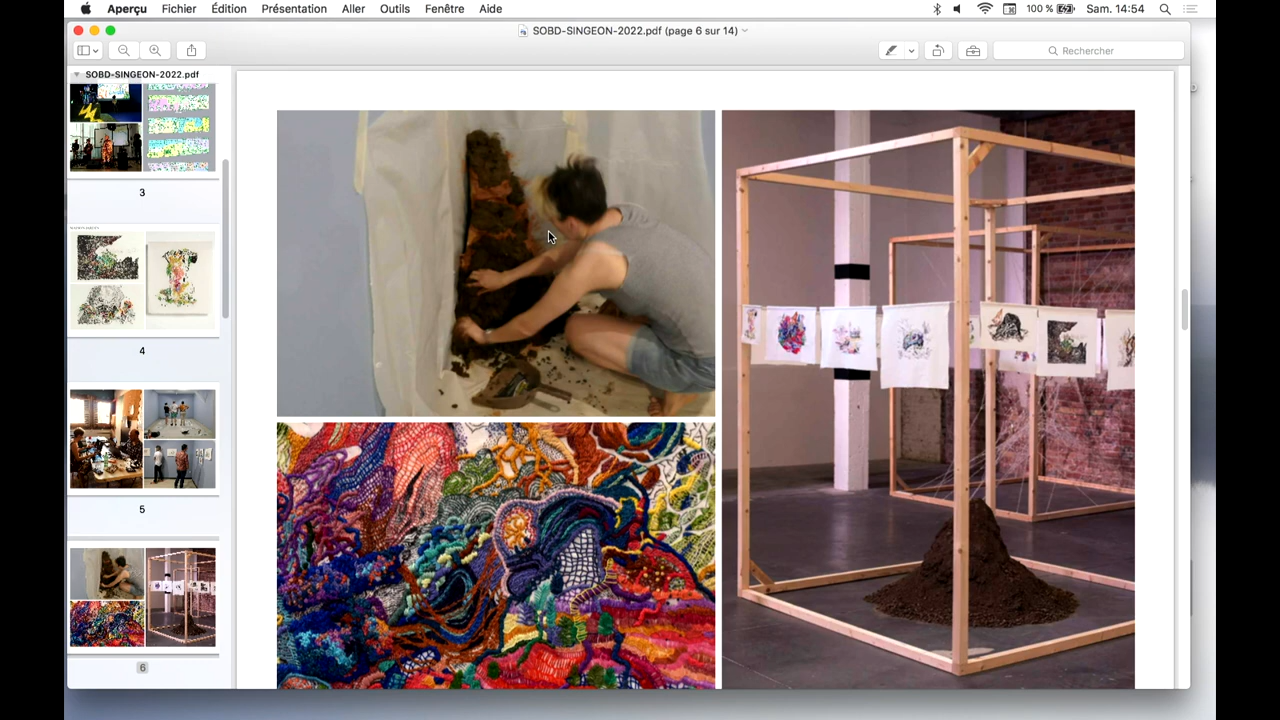 Aperçu Fichier Édition Présentation Aller Outils Fenêtre Aide 100 % Sam. 14:54
SOBD-SINGEON-2022.pdf (page 6 sur 14)
Rechercher
SOBD-SINGEON-2022.pdf
3
4
5
6